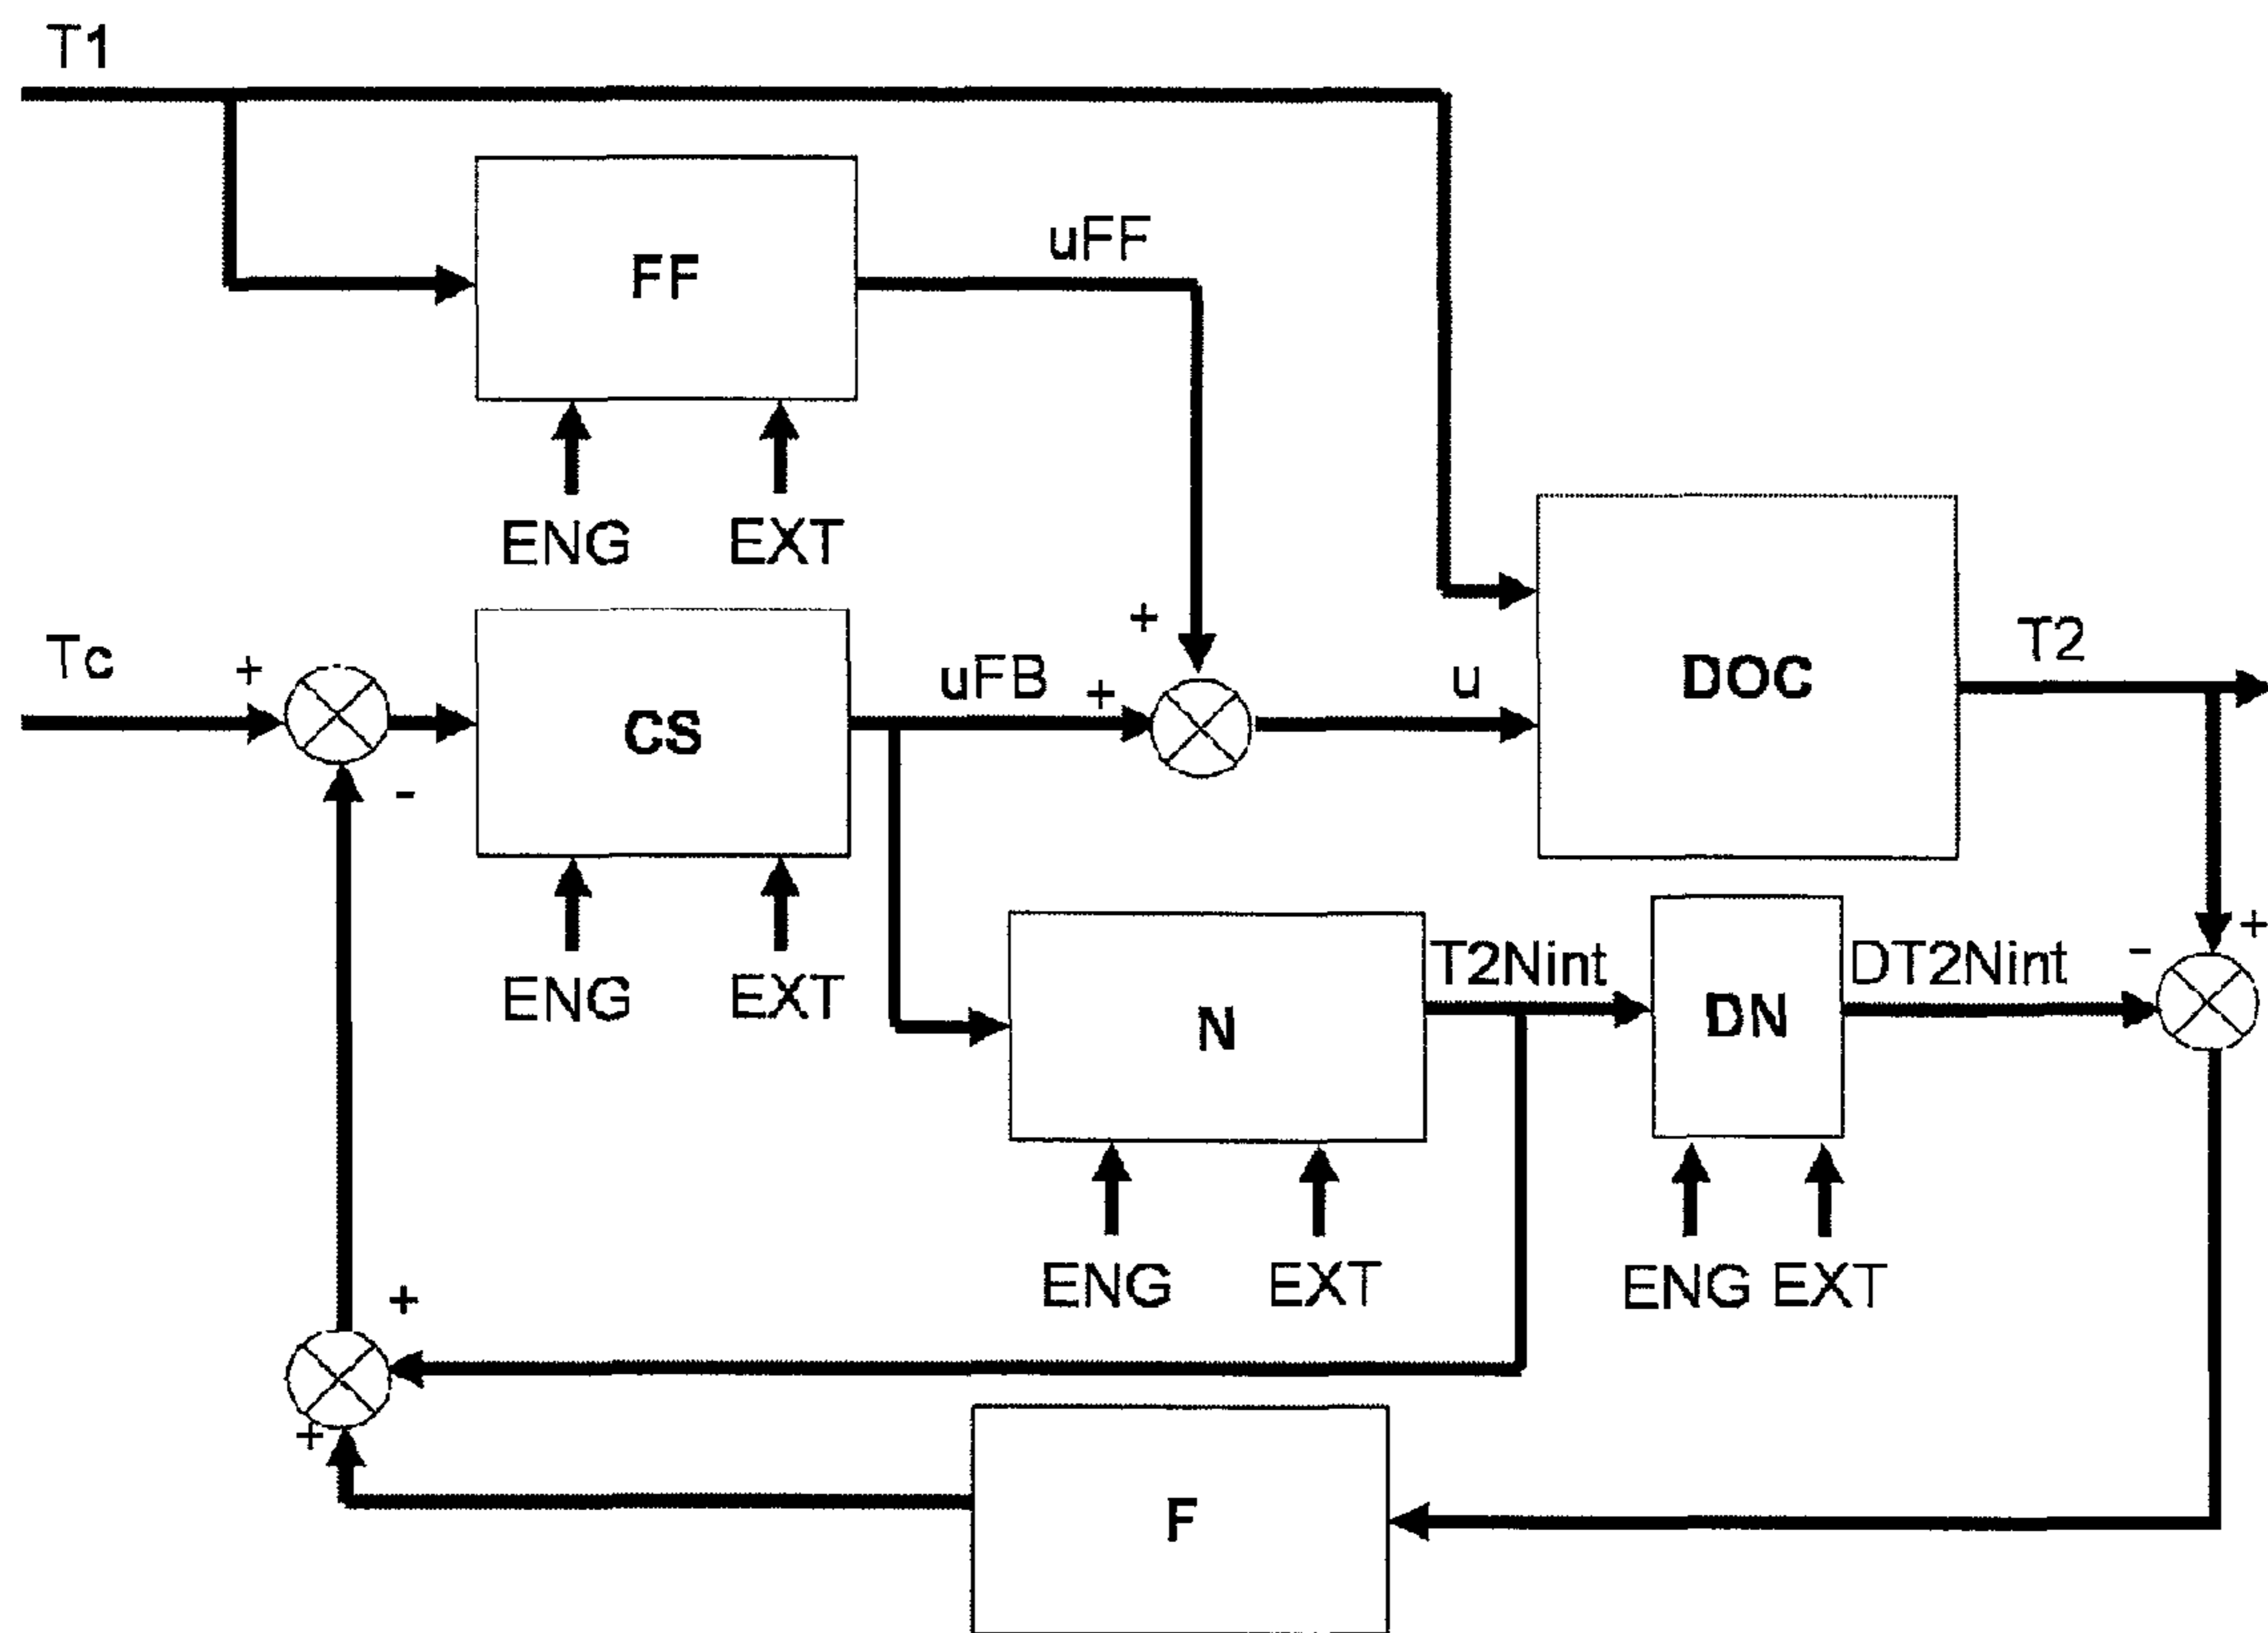 T1
FF
uFF
ENG EXT
+
Tc
+
-
CS
uFB
+
u
DOC
T2
ENG EXT
N
T2Nint
DN
DT2Nint
-
+
ENG EXT
ENG EXT
+
+
F